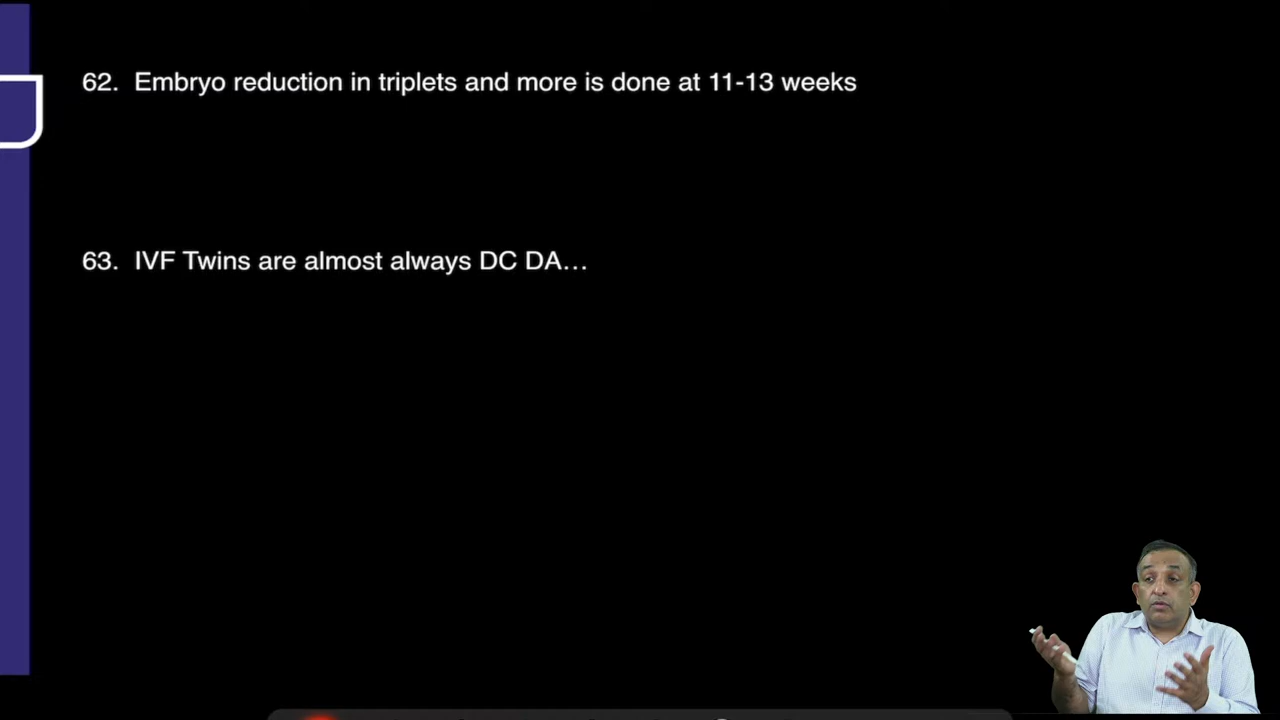 62. Embryo reduction in triplets and more is done at 11-13 weeks
63. IVF Twins are almost always DC DA…